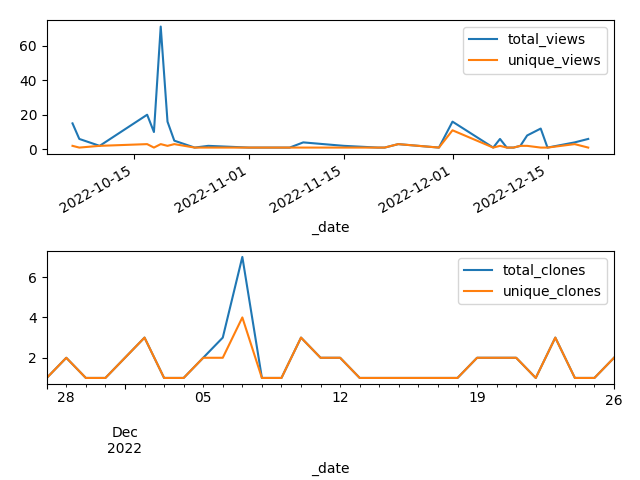 60
40
20
0
total_views
unique_views
2022-10-15
2022-11-01
2022-11-15
2022-12-01
2022-12-15
_date
6
4
2
total_clones
unique_clones
28
05
12
19
26
Dec
2022
_date